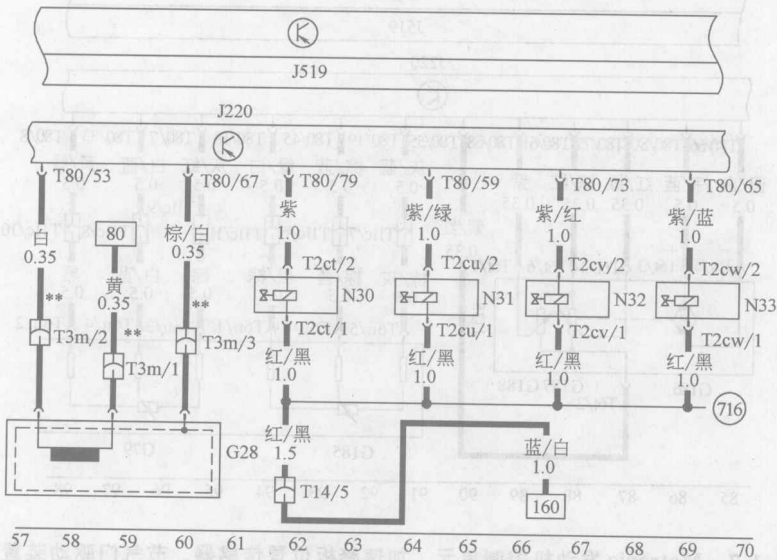 J519
J220
T80/53 T80/67 T80/79 T80/59 T80/73 T80/65
白 80 棕/白 紫 紫/绿 紫/红 紫/蓝
0.35 0.35 1.0 1.0 1.0 1.0
黄
0.35
** ** **
T2ct/2 T2cu/2 T2cv/2 T2cw/2
N30 N31 N32 N33
T3m/2 T3m/1 T3m/3 T2ct/1 T2cu/1 T2cv/1 T2cw/1
红/黑 红/黑 红/黑 红/黑
1.0 1.0 1.0 1.0
716
G28
红/黑
1.5
蓝/白
1.0
T14/5
160
57 58 59 60 61 62 63 64 65 66 67 68 69 70